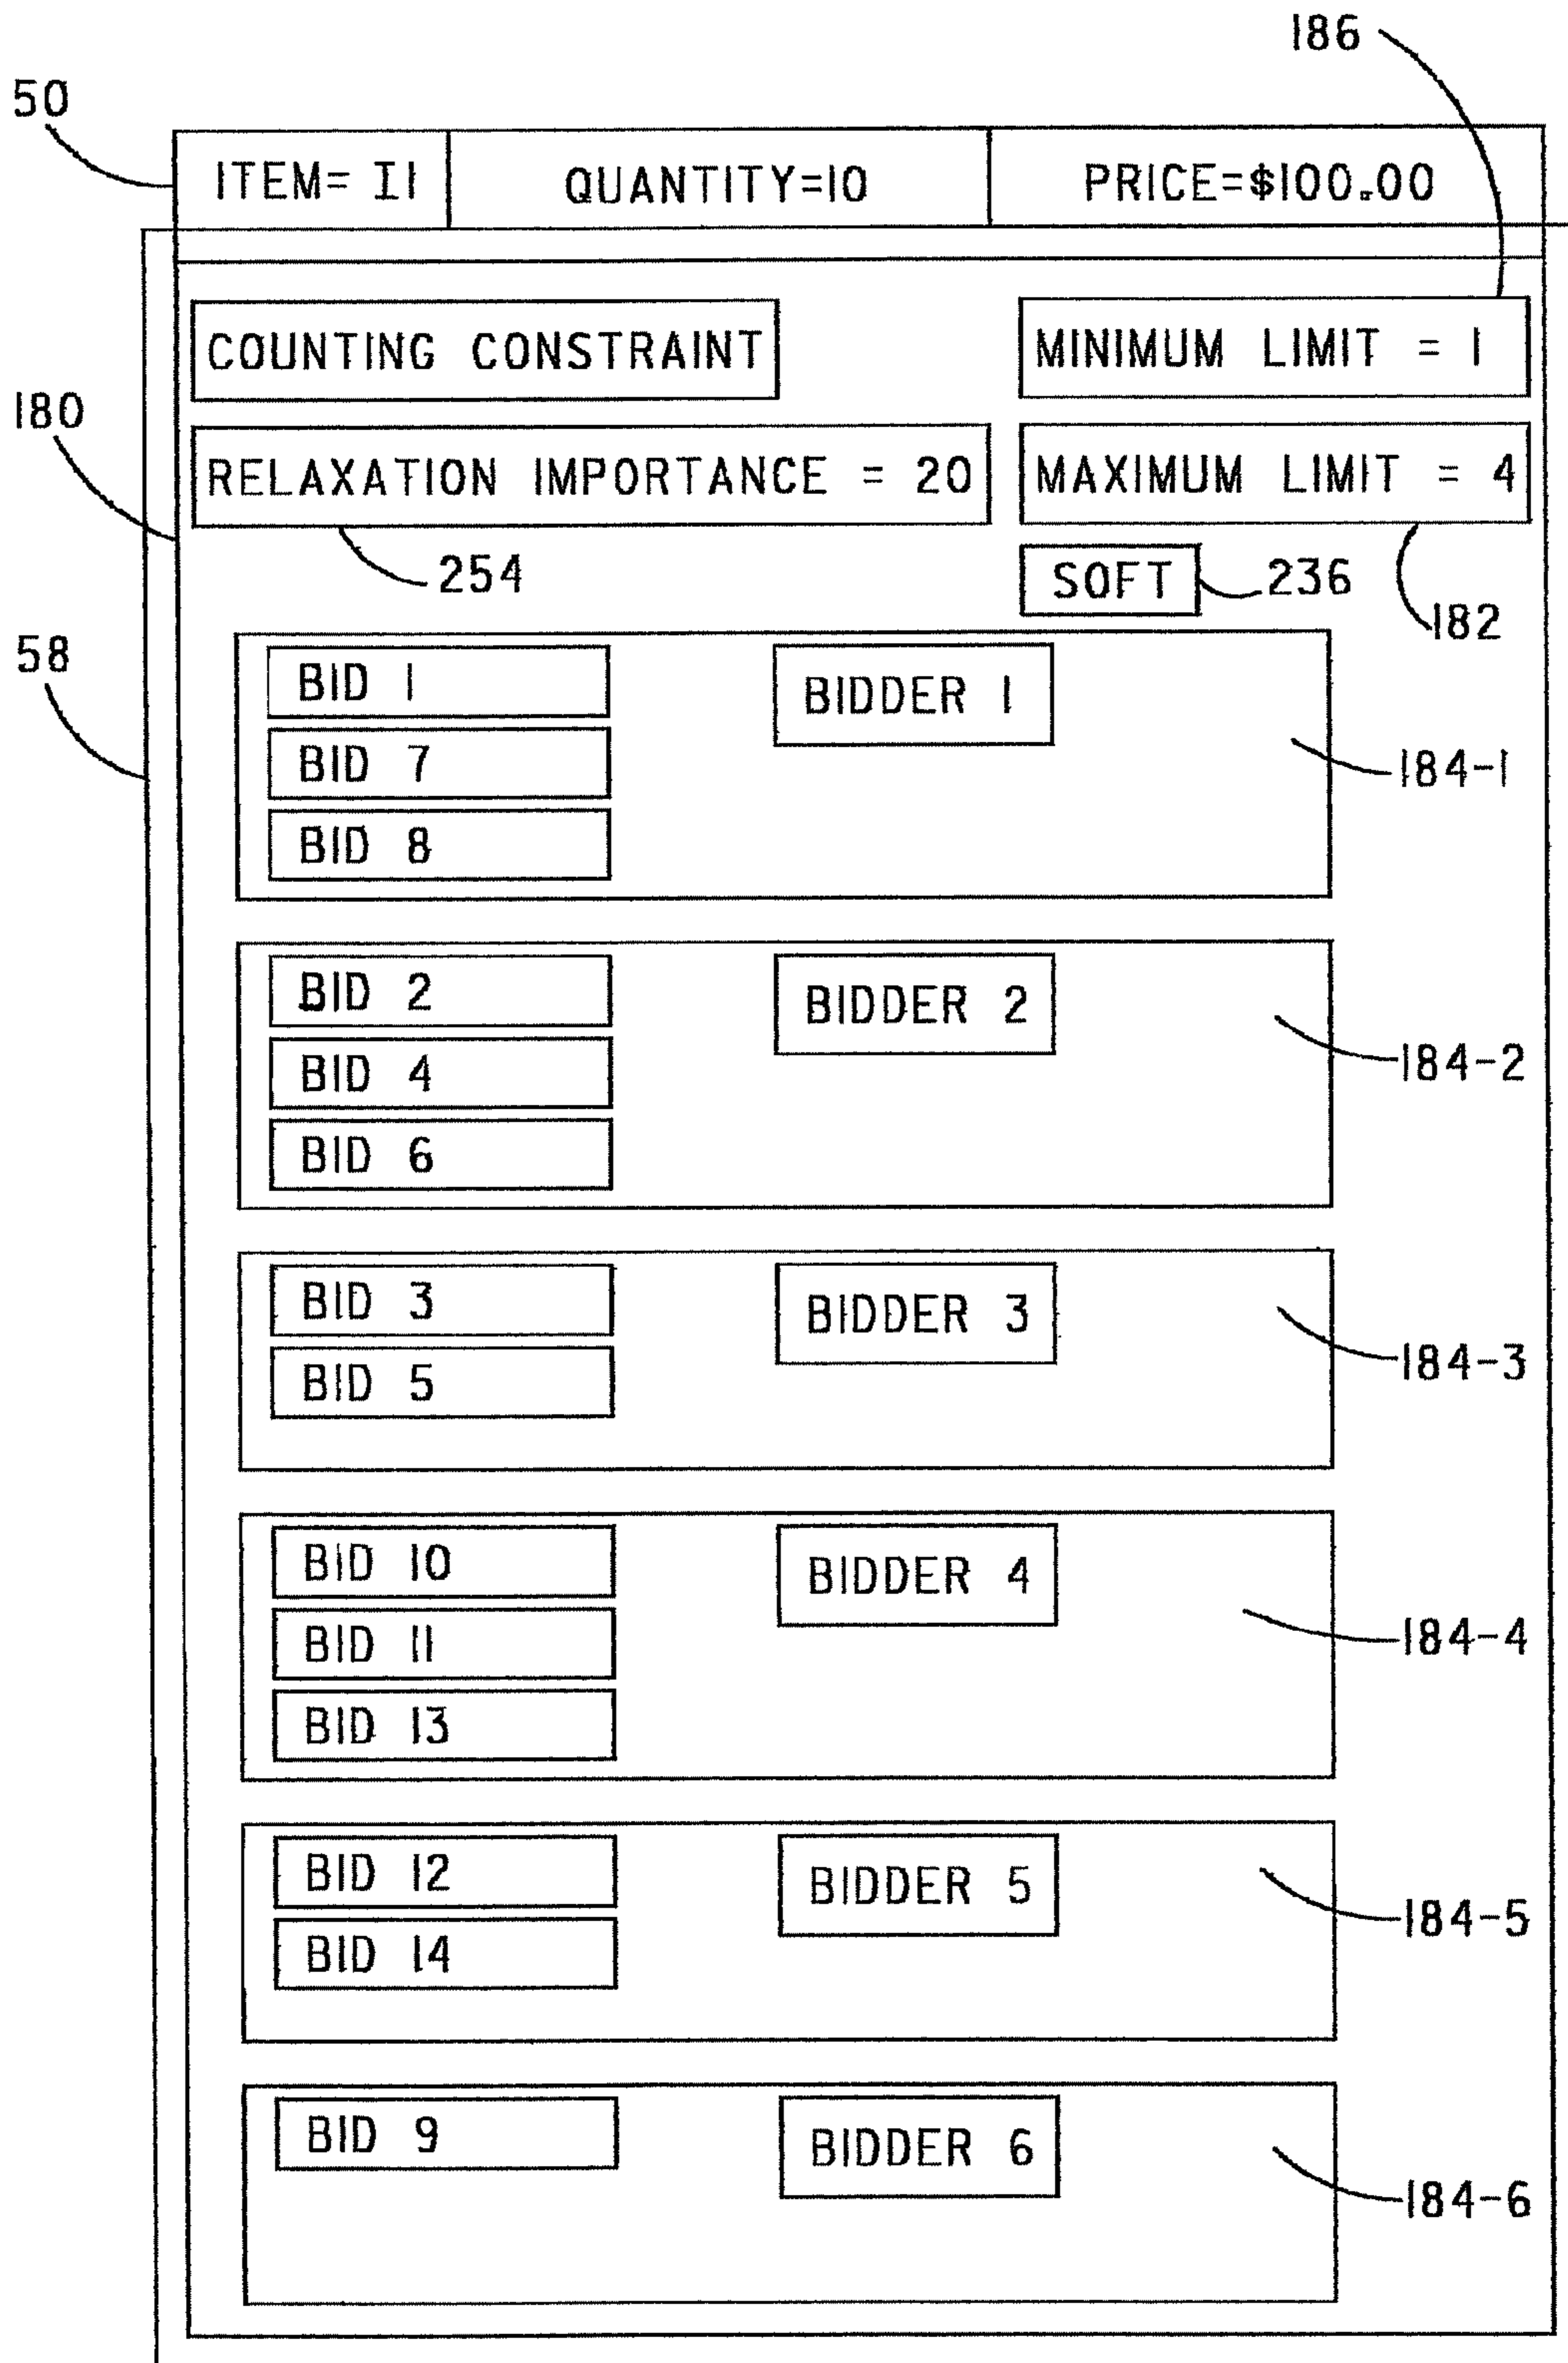 186
50
ITEM= I1 QUANTITY=10 PRICE=$100.00
COUNTING CONSTRAINT MINIMUM LIMIT = 1
180
RELAXATION IMPORTANCE = 20 MAXIMUM LIMIT = 4
254 SOFT 236
182
58
BID 1 BIDDER 1
BID 7 184-1
BID 8
BID 2 BIDDER 2
BID 4 184-2
BID 6
BID 3 BIDDER 3
BID 5 184-3
BID 10 BIDDER 4
BID 11 184-4
BID 13
BID 12 BIDDER 5
BID 14 184-5
BID 9 BIDDER 6
184-6